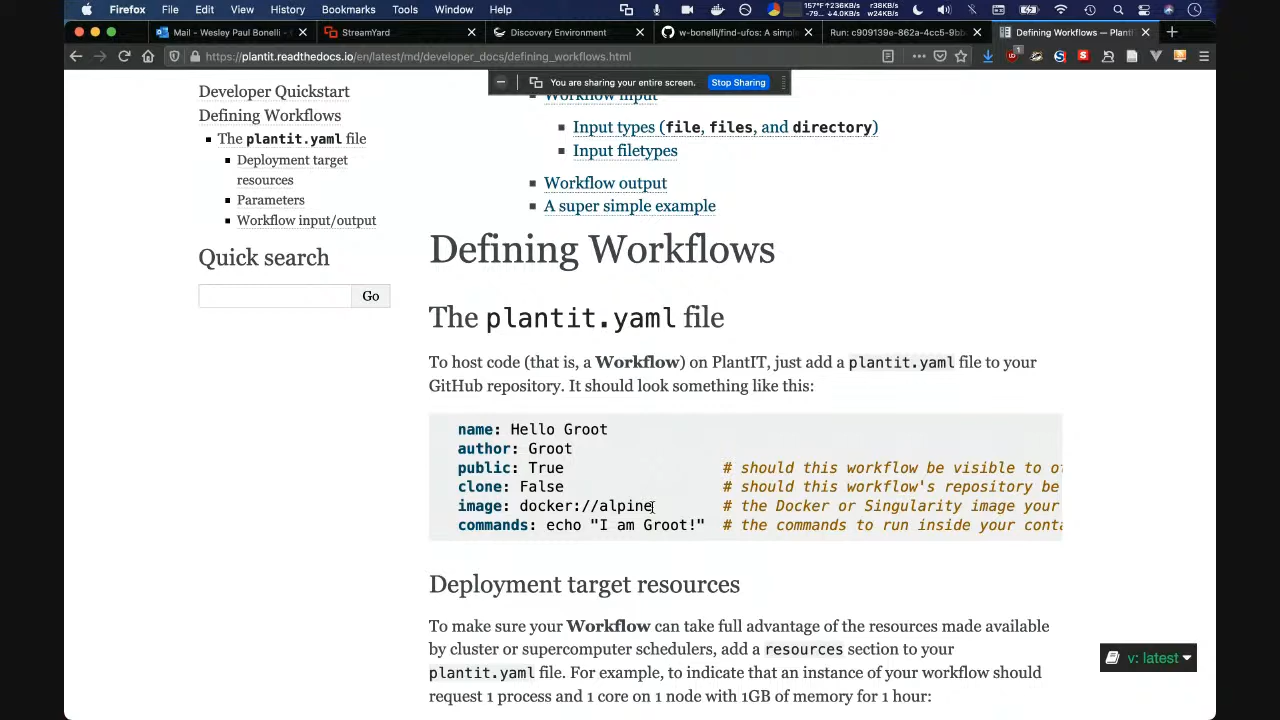 Firefox File Edit View History Bookmarks Tools Window Help
157°F↑236KB/s
r38KB/s
-79... ↓4.0KB/s
w24KB/s
Mail - Wesley Paul Bonelli -
StreamYard
Discovery Environment
w-bonelli/find-ufos: A simpl
Run: c909139e-862a-4cc5-9bb
Defining Workflows — Plant
https://plantit.readthedocs.io/en/latest/md/developer_docs/defining_workflows.html
You are sharing your entire screen. Stop Sharing
Developer Quickstart
Defining Workflows
The plantit.yaml file
Deployment target
resources
Parameters
Workflow input/output
Quick search
Go
Workflow input
Input types (file, files, and directory)
Input filetypes
Workflow output
A super simple example
Defining Workflows
The plantit.yaml file
To host code (that is, a Workflow) on PlantIT, just add a plantit.yaml file to your
GitHub repository. It should look something like this:
name: Hello Groot
author: Groot
public: True # should this workflow be visible to o
clone: False # should this workflow's repository be
image: docker://alpine # the Docker or Singularity image your
commands: echo "I am Groot!" # the commands to run inside your conta
Deployment target resources
To make sure your Workflow can take full advantage of the resources made available
by cluster or supercomputer schedulers, add a resources section to your
plantit.yaml file. For example, to indicate that an instance of your workflow should
request 1 process and 1 core on 1 node with 1GB of memory for 1 hour:
v: latest